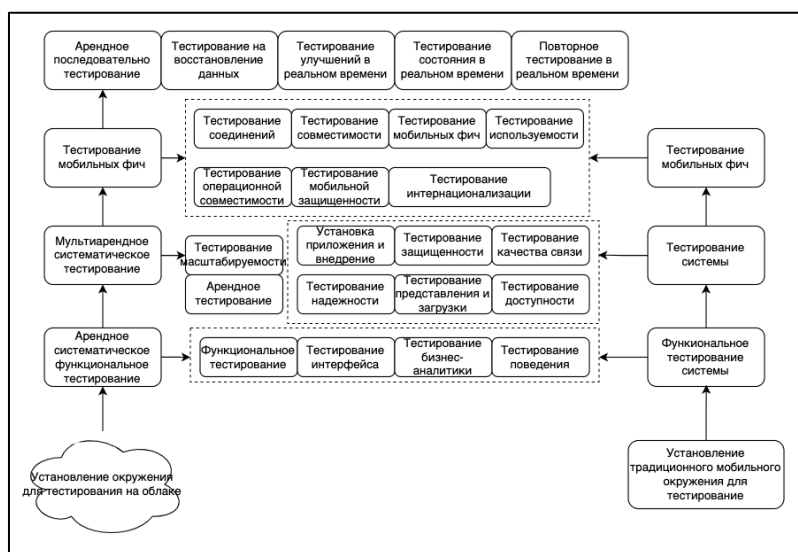 Арендное
последовательно
тестирование
Тестирование на
восстановление
данных
Тестирование
улучшений в
реальном времени
Тестирование
состояния в
реальном времени
Повторное
тестирование в
реальном времени
Тестирование
мобильных фич
Тестирование
соединений
Тестирование
совместимости
Тестирование
мобильных фич
Тестирование
используемости
Тестирование
операционной
совместимости
Тестирование
мобильной
защищенности
Тестирование
интернационализации
Тестирование
мобильных фич
Мультиарендное
систематическое
тестирование
Тестирование
масштабируемости
Арендное
тестирование
Установка
приложения и
внедрение
Тестирование
защищенности
Тестирование
качества связи
Тестирование
надежности
Тестирование
представления и
загрузки
Тестирование
доступности
Тестирование
системы
Арендное
систематическое
функциональное
тестирование
Функциональное
тестирование
Тестирование
интерфейса
Тестирование
бизнес-
аналитики
Тестирование
поведения
Функиональное
тестирование
системы
Установление окружения
для тестирования на облаке
Установление
традиционного мобильного
окружения для
тестирование